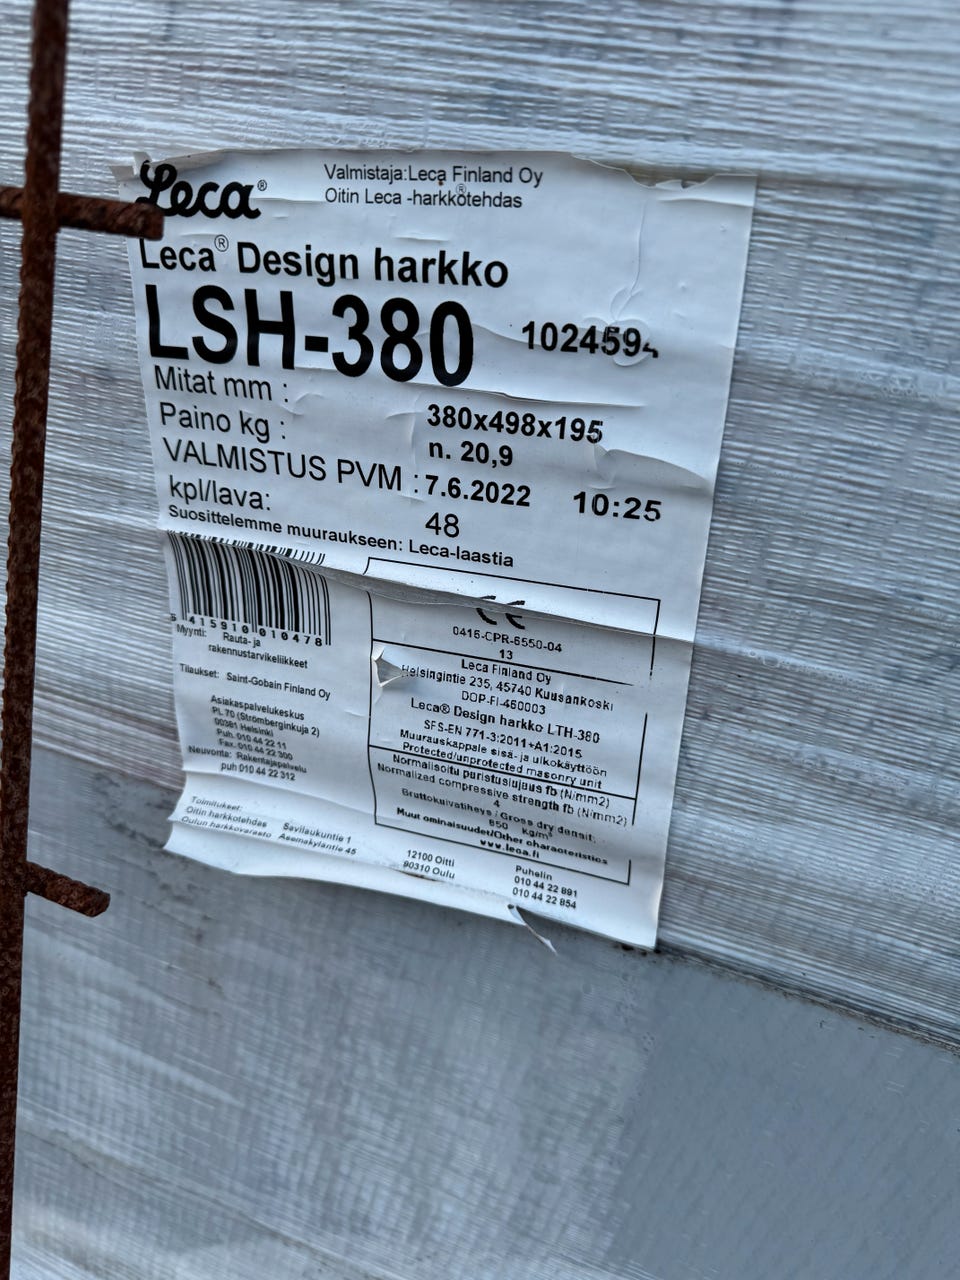 Leca®
Valmistaja:Leca Finland Oy
Oitin Leca® -harkkotehdas
Leca® Design harkko
LSH-380 1024594
Mitat mm : 380x498x195
Paino kg : n. 20,9
VALMISTUS PVM : 7.6.2022 10:25
kpl/lava: 48
Suosittelemme muuraukseen: Leca-laastia
415910 010478
Myynti: Rauta- ja
rakennustarvikeliikkeet
Tilaukset: Saint-Gobain Finland Oy
Asiakaspalvelukeskus
PL 70 (Strömberginkuja 2)
00381 Helsinki
Puh. 010 44 22 11
Fax. 010 44 22 300
Neuvonta: Rakentajapalvelu
puh 010 44 22 312
CE
0416-CPR-6550-04
13
Leca Finland Oy
Helsingintie 235, 45740 Kuusankoski
DOP-FI-460003
Leca® Design harkko LTH-380
SFS-EN 771-3:2011+A1:2015
Muurauskappale sisä- ja ulkokäyttöön
Protected/unprotected masonry unit
Normalisoitu puristuslujuus fb (N/mm2)
Normalized compressive strength fb (N/mm2)
4
Bruttokuivatiheys / Gross dry densit:
850 Kg/m³
Muut ominaisuudet/Other characteristics
www.leca.fi
Toimitukset:
Oitin harkkotehdas Savilaukuntie 1 12100 Oitti
Oulun harkkovarasto Asemakyläntie 45 90310 Oulu
Puhelin
010 44 22 891
010 44 22 854